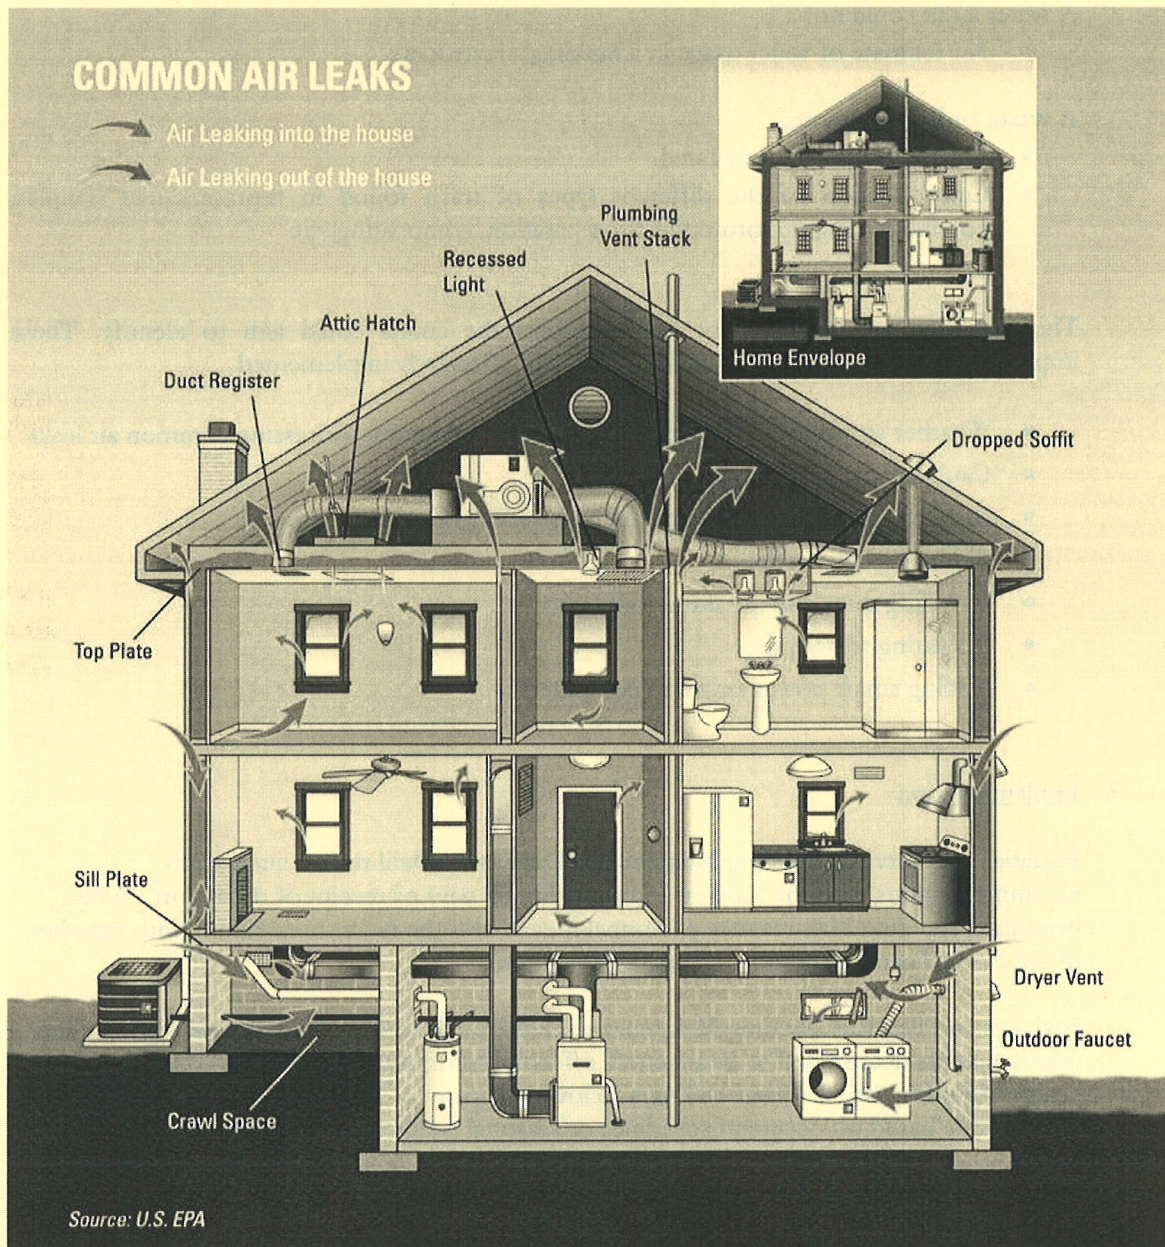 COMMON AIR LEAKS
Air Leaking into the house
Air Leaking out of the house
Plumbing
Vent Stack
Recessed
Light
Attic Hatch
Duct Register
Home Envelope
Dropped Soffit
Top Plate
Sill Plate
Dryer Vent
Outdoor Faucet
Crawl Space
Source: U.S. EPA